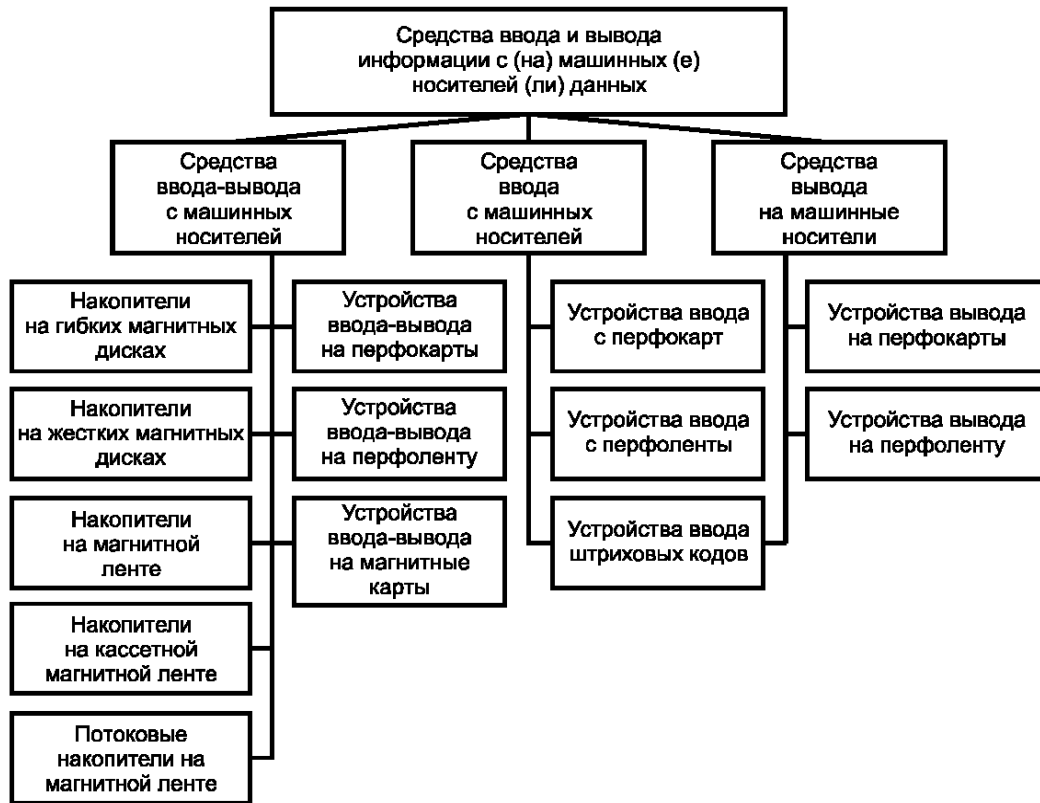 Средства ввода и вывода
информации с (на) машинных (е)
носителей (ли) данных
Средства
ввода-вывода
с машинных
носителей
Средства
ввода
с машинных
носителей
Средства
вывода
на машинные
носители
Накопители
на гибких магнитных
дисках
Устройства
ввода-вывода
на перфокарты
Устройства ввода
с перфокарт
Устройства вывода
на перфокарты
Накопители
на жестких магнитных
дисках
Устройства
ввода-вывода
на перфоленту
Устройства ввода
с перфоленты
Устройства вывода
на перфоленту
Накопители
на магнитной
ленте
Устройства
ввода-вывода
на магнитные
карты
Устройства ввода
штриховых кодов
Накопители
на кассетной
магнитной ленте
Потоковые
накопители на
магнитной ленте